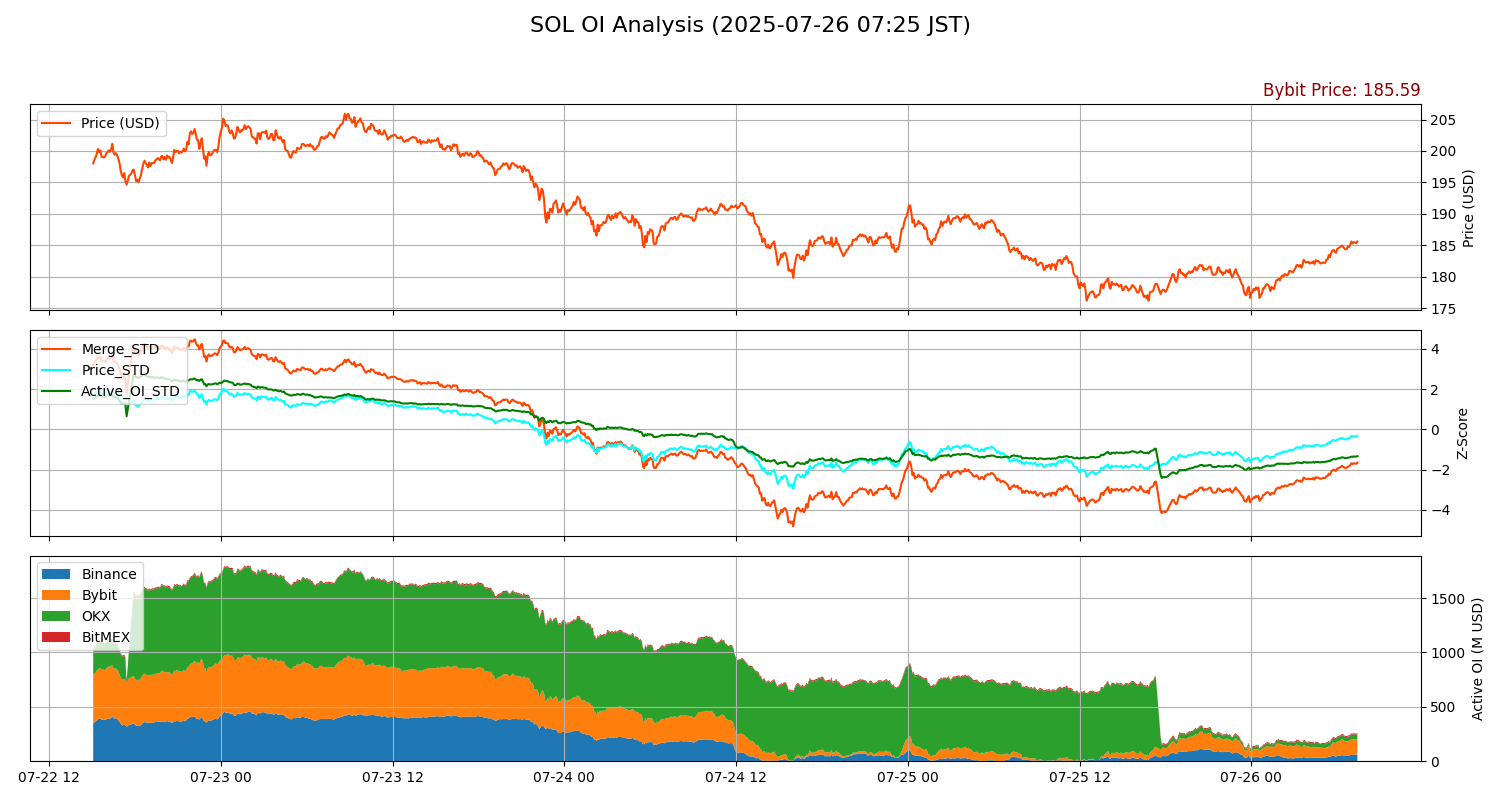 SOL OI Analysis (2025-07-26 07:25 JST)
Bybit Price: 185.59
Price (USD)
205
200
195
190
185
180
175
Price (USD)
Merge_STD
Price_STD
Active_OI_STD
4
2
0
−2
−4
Z-Score
Binance
Bybit
OKX
BitMEX
1500
1000
500
0
Active OI (M USD)
07-22 12
07-23 00
07-23 12
07-24 00
07-24 12
07-25 00
07-25 12
07-26 00